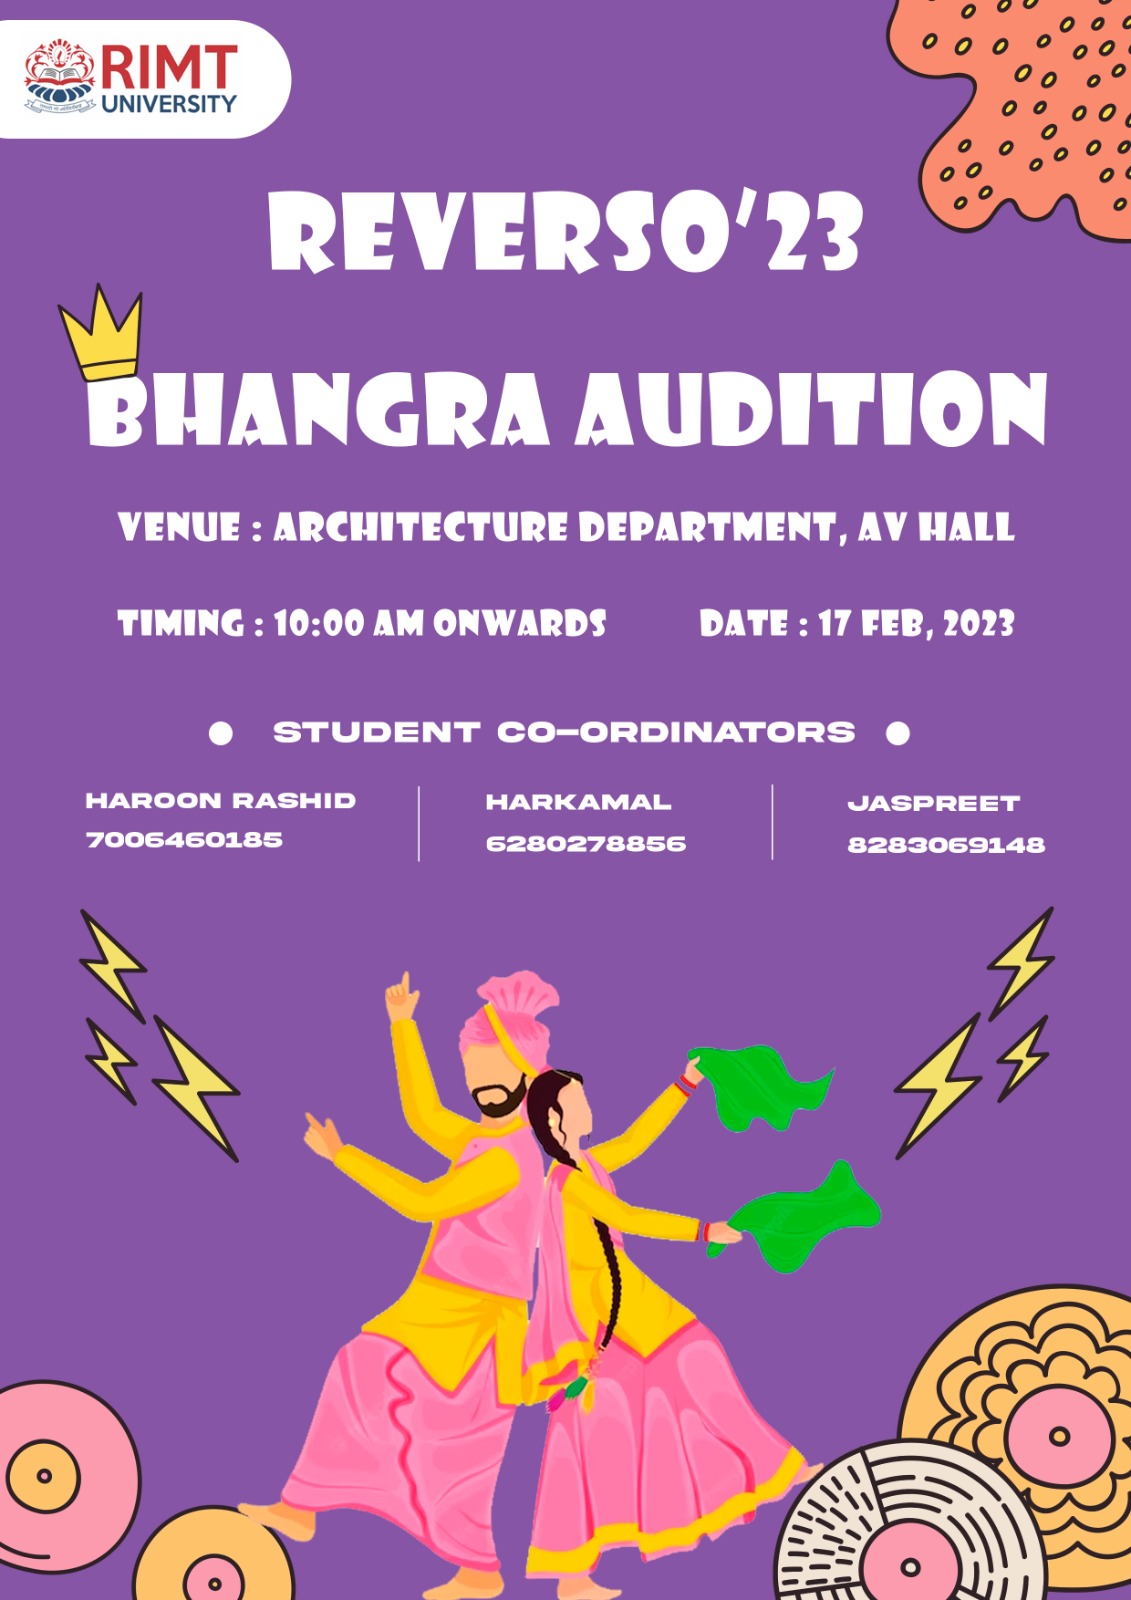 RIMT
UNIVERSITY
REVERSO'23
BHANGRA AUDITION
VENUE : ARCHITECTURE DEPARTMENT, AV HALL
TIMING : 10:00 AM ONWARDS DATE : 17 FEB, 2023
STUDENT CO-ORDINATORS
HAROON RASHID
7006460185
HARKAMAL
6280278856
JASPREET
8283069148